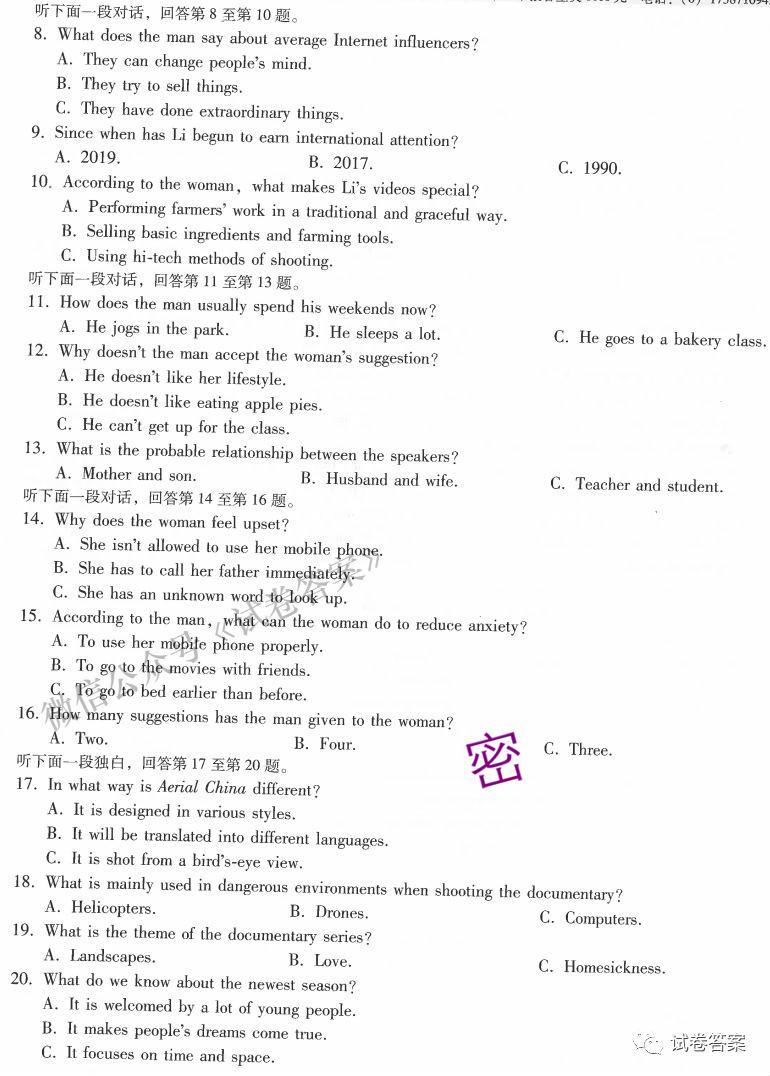 听下面一段对话，回答第 8 至第 10 题。
8. What does the man say about average Internet influencers?
A. They can change people's mind.
B. They try to sell things.
C. They have done extraordinary things.
9. Since when has Li begun to earn international attention?
A. 2019. B. 2017. C. 1990.
10. According to the woman, what makes Li's videos special?
A. Performing farmers' work in a traditional and graceful way.
B. Selling basic ingredients and farming tools.
C. Using hi-tech methods of shooting.
听下面一段对话，回答第 11 至第 13 题。
11. How does the man usually spend his weekends now?
A. He jogs in the park. B. He sleeps a lot. C. He goes to a bakery class.
12. Why doesn't the man accept the woman's suggestion?
A. He doesn't like her lifestyle.
B. He doesn't like eating apple pies.
C. He can't get up for the class.
13. What is the probable relationship between the speakers?
A. Mother and son. B. Husband and wife. C. Teacher and student.
听下面一段对话，回答第 14 至第 16 题。
14. Why does the woman feel upset?
A. She isn't allowed to use her mobile phone.
B. She has to call her father immediately.
C. She has an unknown word to look up.
15. According to the man, what can the woman do to reduce anxiety?
A. To use her mobile phone properly.
B. To go to the movies with friends.
C. To go to bed earlier than before.
16. How many suggestions has the man given to the woman?
A. Two. B. Four. C. Three.
微信公众号《试卷答案》
密
听下面一段独白，回答第 17 至第 20 题。
17. In what way is Aerial China different?
A. It is designed in various styles.
B. It will be translated into different languages.
C. It is shot from a bird's-eye view.
18. What is mainly used in dangerous environments when shooting the documentary?
A. Helicopters. B. Drones. C. Computers.
19. What is the theme of the documentary series?
A. Landscapes. B. Love. C. Homesickness.
20. What do we know about the newest season?
A. It is welcomed by a lot of young people.
B. It makes people's dreams come true.
C. It focuses on time and space.
试卷答案